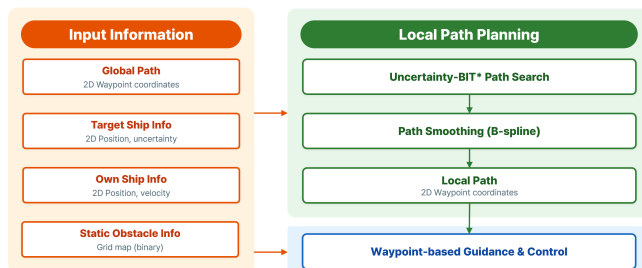 Input Information
Global Path
2D Waypoint coordinates
Target Ship Info
2D Position, uncertainty
Own Ship Info
2D Position, velocity
Static Obstacle Info
Grid map (binary)
Local Path Planning
Uncertainty-BIT* Path Search
Path Smoothing (B-spline)
Local Path
2D Waypoint coordinates
Waypoint-based Guidance & Control